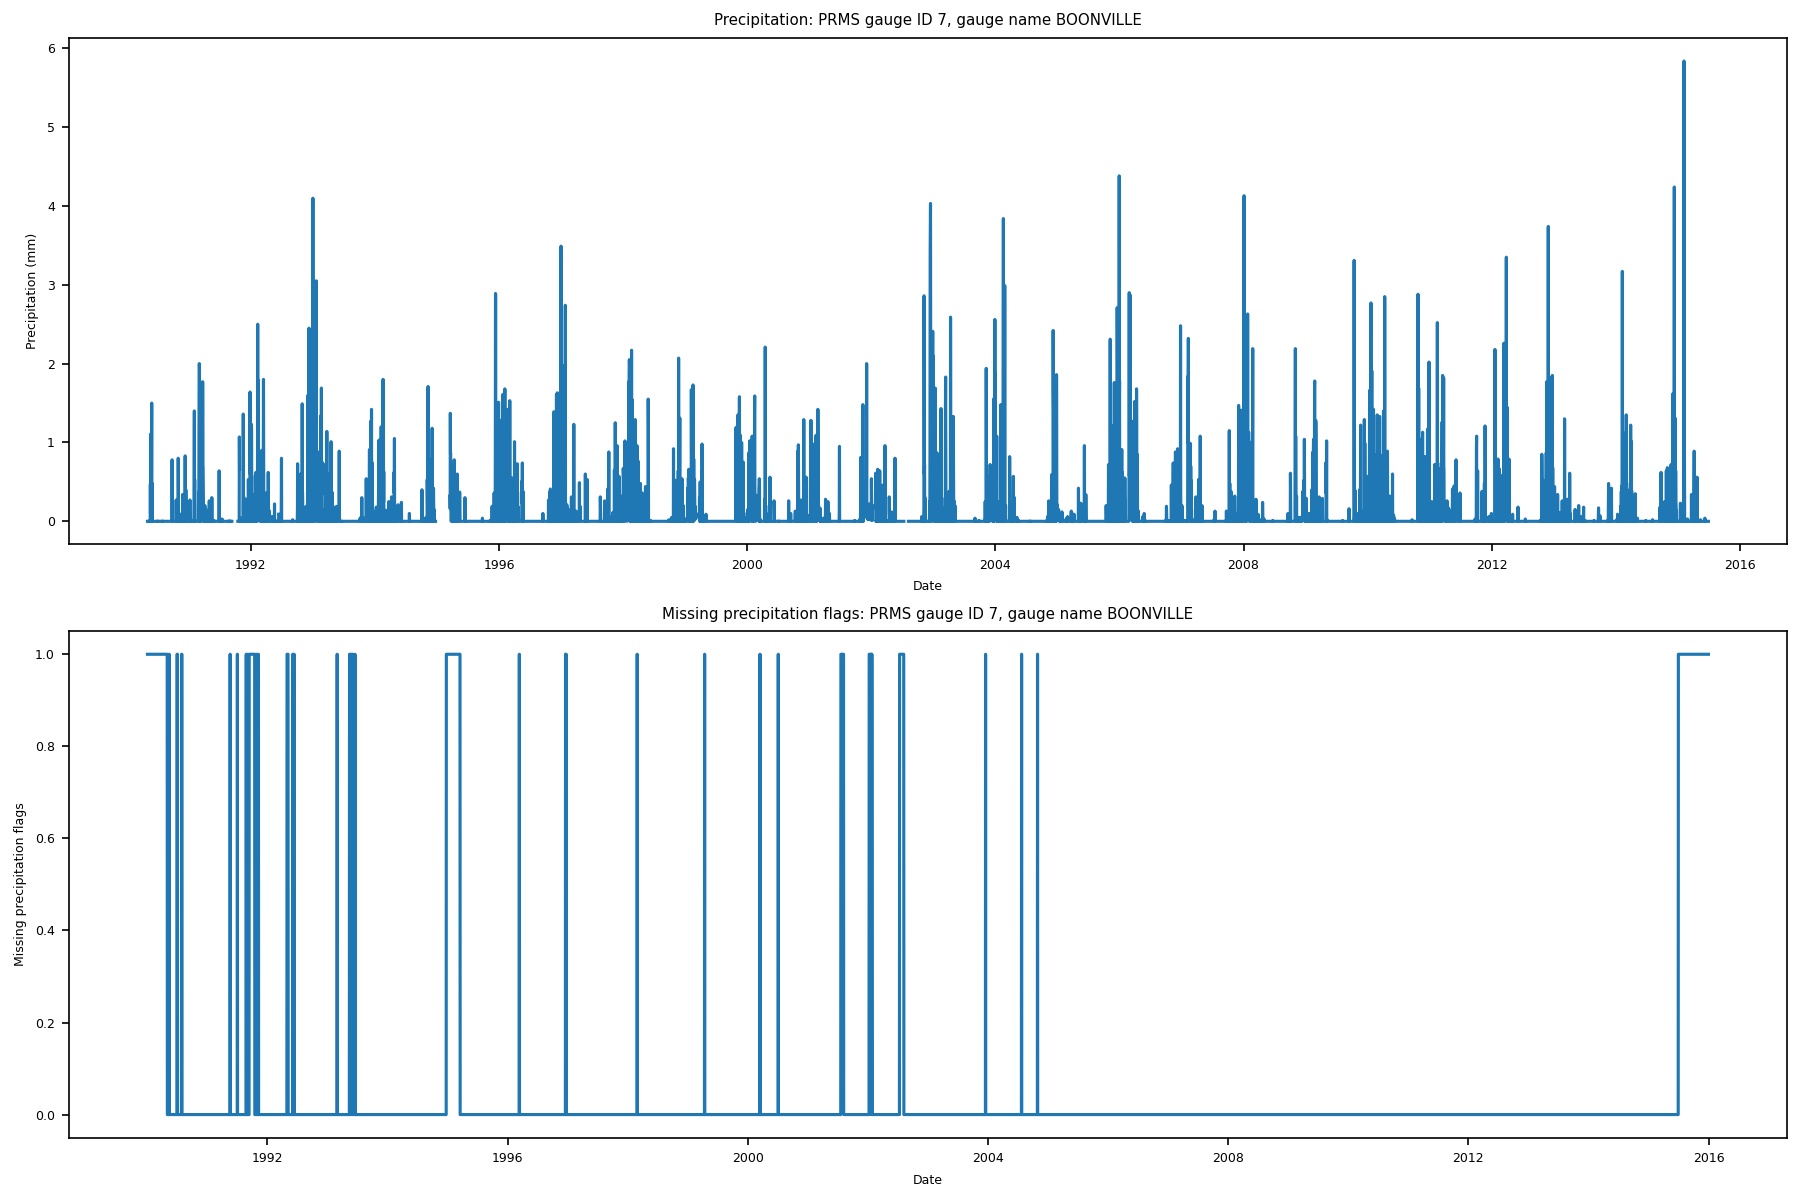 Precipitation: PRMS gauge ID 7, gauge name BOONVILLE
6
5
4
3
2
1
0
Precipitation (mm)
1992 1996 2000 2004 2008 2012 2016
Date
Missing precipitation flags: PRMS gauge ID 7, gauge name BOONVILLE
1.0
0.8
0.6
0.4
0.2
0.0
Missing precipitation flags
1992 1996 2000 2004 2008 2012 2016
Date